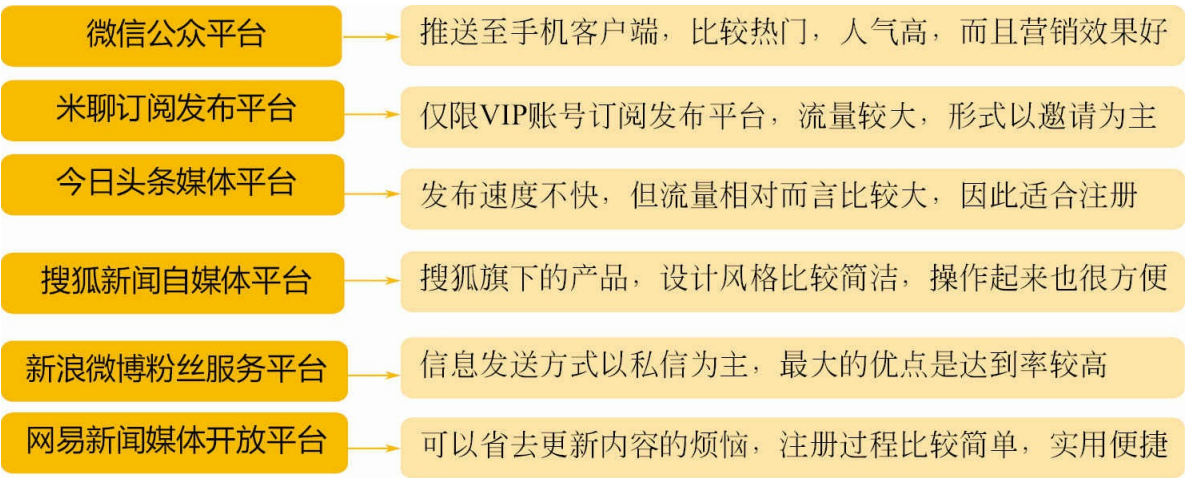 微信公众平台
推送至手机客户端，比较热门，人气高，而且营销效果好
米聊订阅发布平台
仅限VIP账号订阅发布平台，流量较大，形式以邀请为主
今日头条媒体平台
发布速度不快，但流量相对而言比较大，因此适合注册
搜狐新闻自媒体平台
搜狐旗下的产品，设计风格比较简洁，操作起来也很方便
新浪微博粉丝服务平台
信息发送方式以私信为主，最大的优点是达到率较高
网易新闻媒体开放平台
可以省去更新内容的烦恼，注册过程比较简单，实用便捷